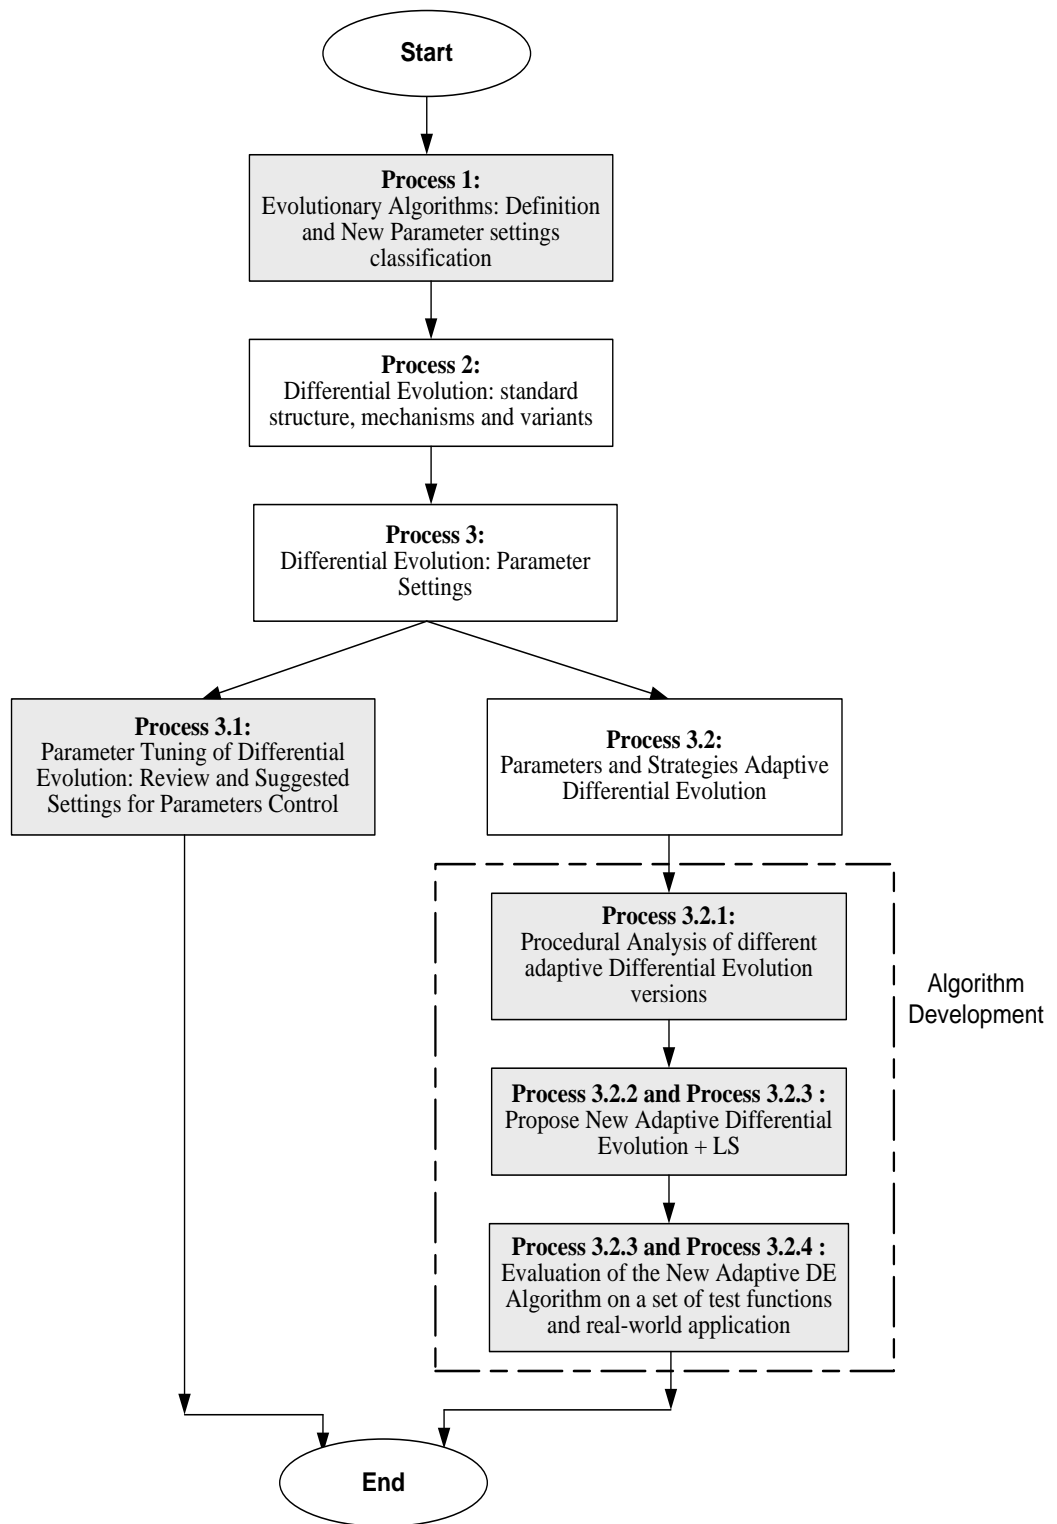 Start
Process 1:
Evolutionary Algorithms: Definition
and New Parameter settings
classification
Process 2:
Differential Evolution: standard
structure, mechanisms and variants
Process 3:
Differential Evolution: Parameter
Settings
Process 3.1:
Parameter Tuning of Differential
Evolution: Review and Suggested
Settings for Parameters Control
Process 3.2:
Parameters and Strategies Adaptive
Differential Evolution
Process 3.2.1:
Procedural Analysis of different
adaptive Differential Evolution
versions
Algorithm
Development
Process 3.2.2 and Process 3.2.3 :
Propose New Adaptive Differential
Evolution + LS
Process 3.2.3 and Process 3.2.4 :
Evaluation of the New Adaptive DE
Algorithm on a set of test functions
and real-world application
End